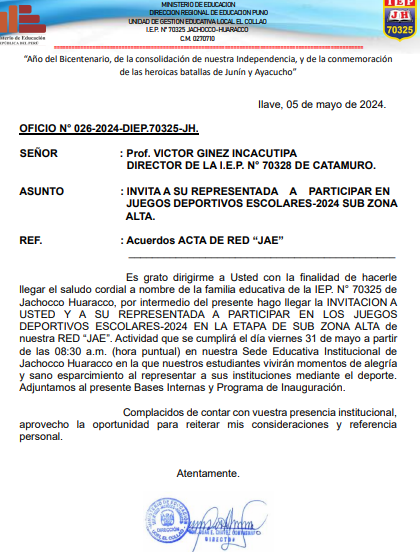 MINISTERIO DE EDUCACION
DIRECCION REGIONAL DE EDUCACION PUNO
UNIDAD DE GESTION EDUCATIVA LOCAL EL COLLAO
I.E.P. N° 70325 JACHOCCO-HUARACCO
C.M. 0270710
IEP
JH
70325
Ministerio de Educación
REPÚBLICA DEL PERÚ
“Año del Bicentenario, de la consolidación de nuestra Independencia, y de la conmemoración
de las heroicas batallas de Junín y Ayacucho”
Ilave, 05 de mayo de 2024.
OFICIO N° 026-2024-DIEP.70325-JH.
SEÑOR : Prof. VICTOR GINEZ INCACUTIPA
DIRECTOR DE LA I.E.P. N° 70328 DE CATAMURO.
ASUNTO : INVITA A SU REPRESENTADA A PARTICIPAR EN
JUEGOS DEPORTIVOS ESCOLARES-2024 SUB ZONA
ALTA.
REF. : Acuerdos ACTA DE RED “JAE”
Es grato dirigirme a Usted con la finalidad de hacerle
llegar el saludo cordial a nombre de la familia educativa de la IEP. N° 70325 de
Jachocco Huaracco, por intermedio del presente hago llegar la INVITACION A
USTED Y A SU REPRESENTADA A PARTICIPAR EN LOS JUEGOS
DEPORTIVOS ESCOLARES-2024 EN LA ETAPA DE SUB ZONA ALTA de
nuestra RED “JAE”. Actividad que se cumplirá el día viernes 31 de mayo a partir
de las 08:30 a.m. (hora puntual) en nuestra Sede Educativa Institucional de
Jachocco Huaracco en la que nuestros estudiantes vivirán momentos de alegría
y sano esparcimiento al representar a sus instituciones mediante el deporte.
Adjuntamos al presente Bases Internas y Programa de Inauguración.
Complacidos de contar con vuestra presencia institucional,
aprovecho la oportunidad para reiterar mis consideraciones y referencia
personal.
Atentamente.
DIRECTOR